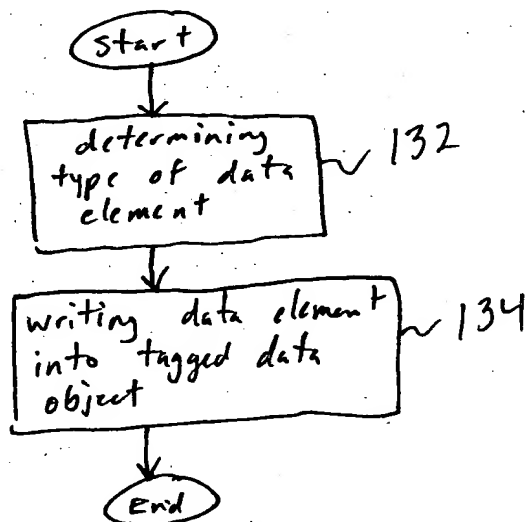 start
determining
type of data
element
132
writing data element
into tagged data
object
134
End